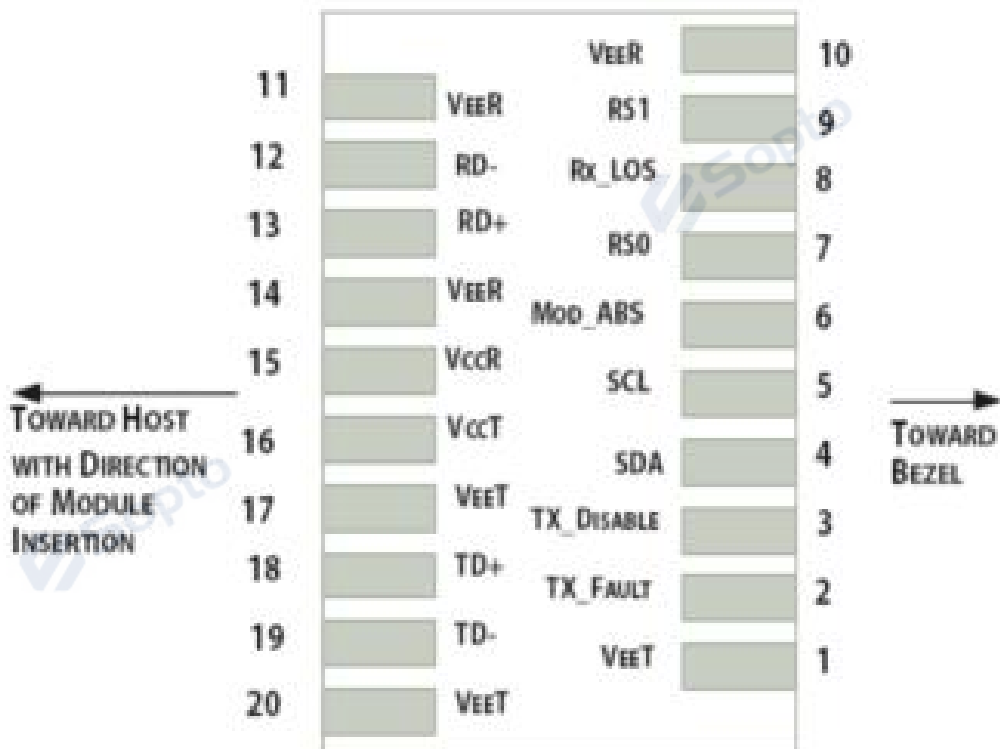 VEER 10
11 VEER
RS1 9
12 RD-
Rx_LOS 8
13 RD+
RS0 7
14 VEER
MOD_ABS 6
15 VCCR
SCL 5
TOWARD HOST
WITH DIRECTION
OF MODULE
INSERTION
TOWARD
BEZEL
16 VCCT
SDA 4
17 VEET
TX_DISABLE 3
18 TD+
TX_FAULT 2
19 TD-
VEET 1
20 VEET
Sopto
Sopto